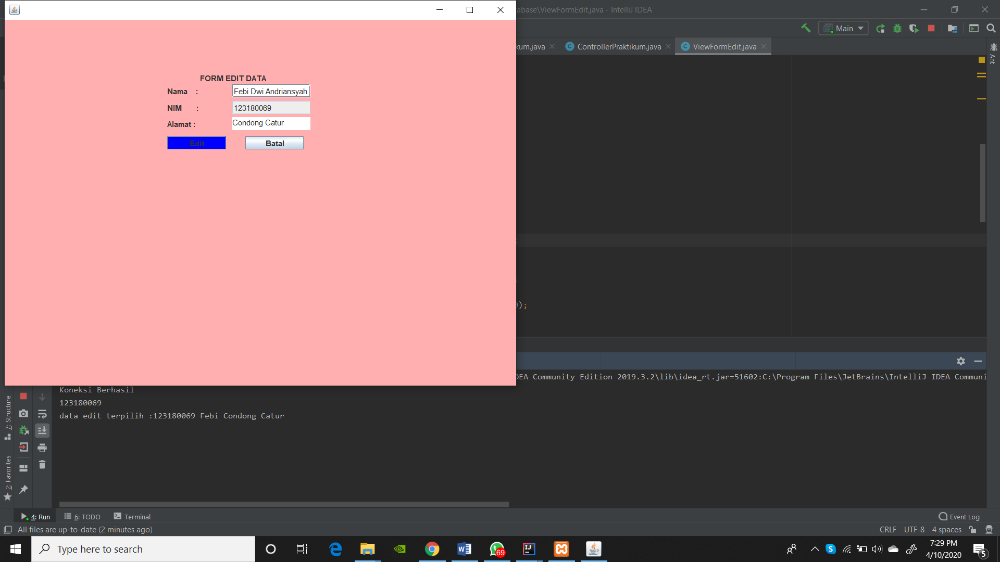 abase\ViewFormEdit.java - IntelliJ IDEA
Main
kum.java
ControllerPraktikum.java
ViewFormEdit.java
Ant
FORM EDIT DATA
Nama :
Febi Dwi Andriansyah
NIM :
123180069
Alamat :
Condong Catur
Edit
Batal
);
DEA Community Edition 2019.3.2\lib\idea_rt.jar=51602:C:\Program Files\JetBrains\IntelliJ IDEA Communi
Koneksi Berhasil
123180069
data edit terpilih :123180069 Febi Condong Catur
7: Structure
2: Favorites
4: Run
6: TODO
Terminal
Event Log
All files are up-to-date (2 minutes ago)
CRLF
UTF-8
4 spaces
Type here to search
69
7:29 PM
4/10/2020
5